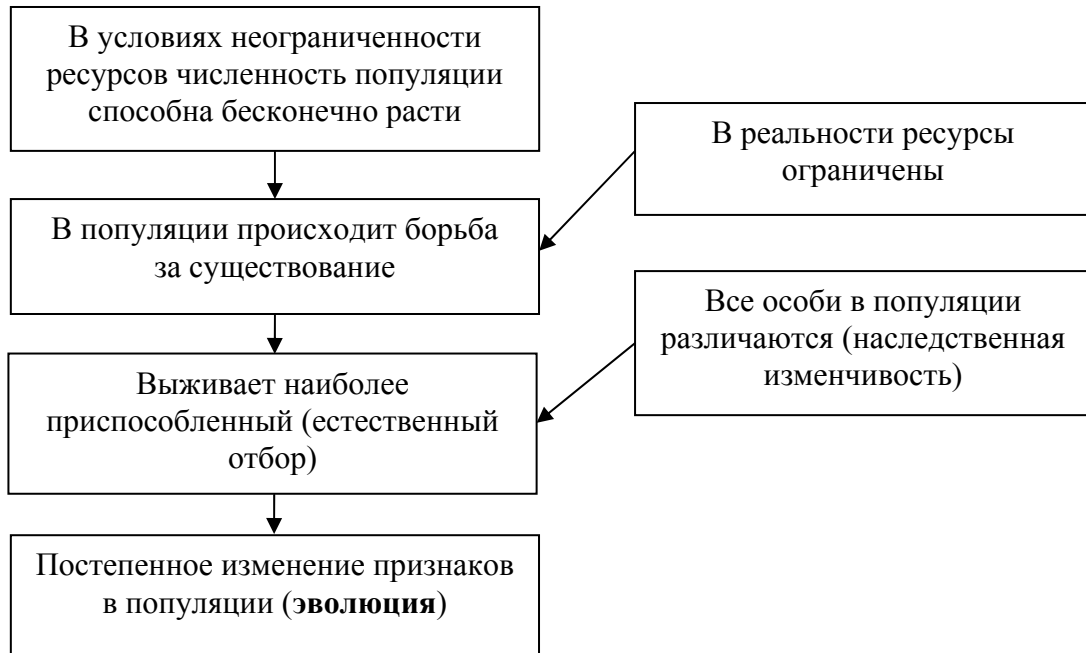 В условиях неограниченности
ресурсов численность популяции
способна бесконечно расти
В реальности ресурсы
ограничены
В популяции происходит борьба
за существование
Все особи в популяции
различаются (наследственная
изменчивость)
Выживает наиболее
приспособленный (естественный
отбор)
Постепенное изменение признаков
в популяции (эволюция)